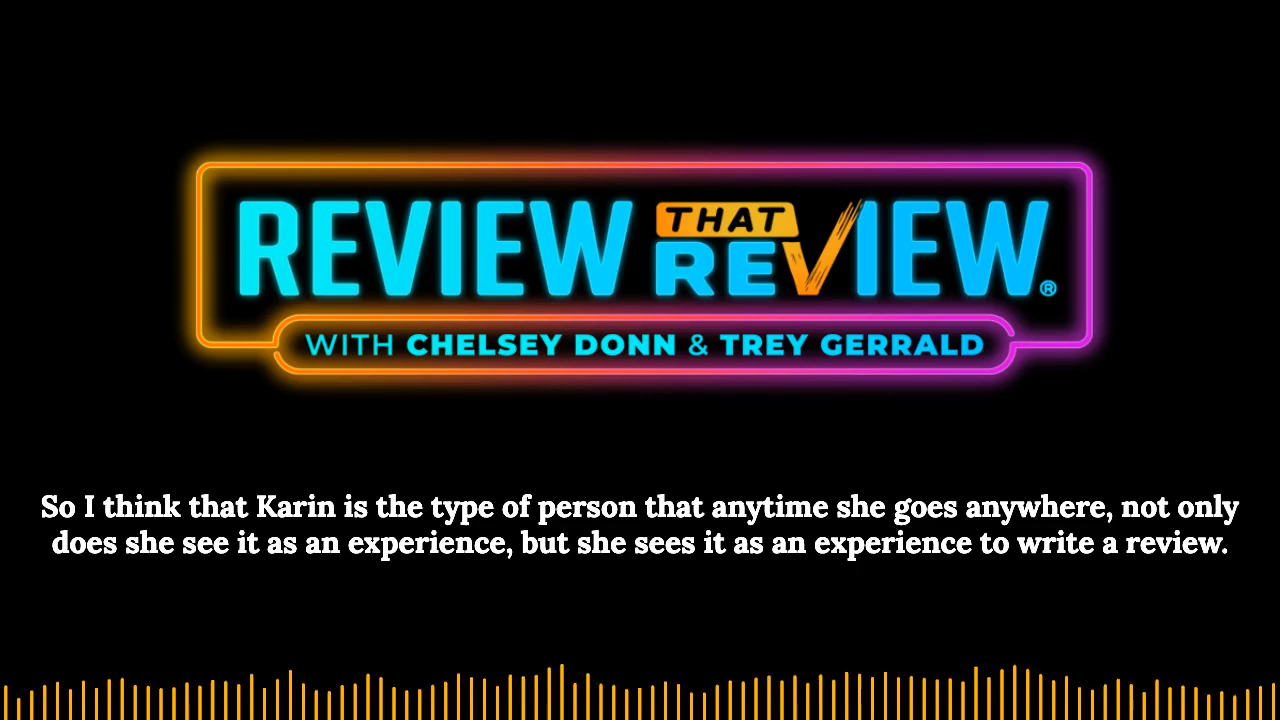 REVIEW THAT REVIEW®
WITH CHELSEY DONN & TREY GERRALD
So I think that Karin is the type of person that anytime she goes anywhere, not only
does she see it as an experience, but she sees it as an experience to write a review.